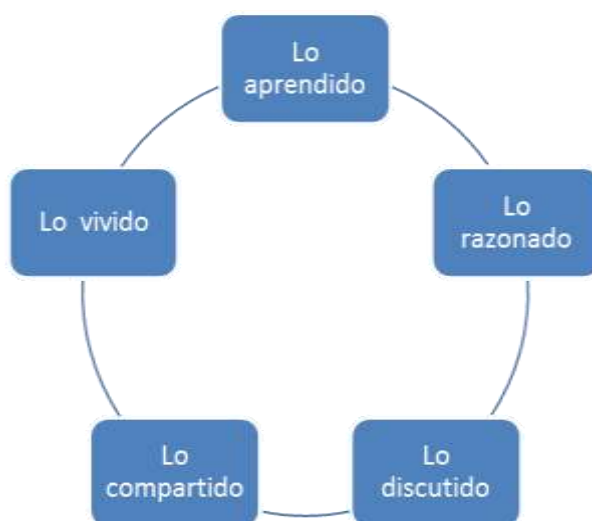 Lo
aprendido
Lo
razonado
Lo
discutido
Lo
compartido
Lo vivido